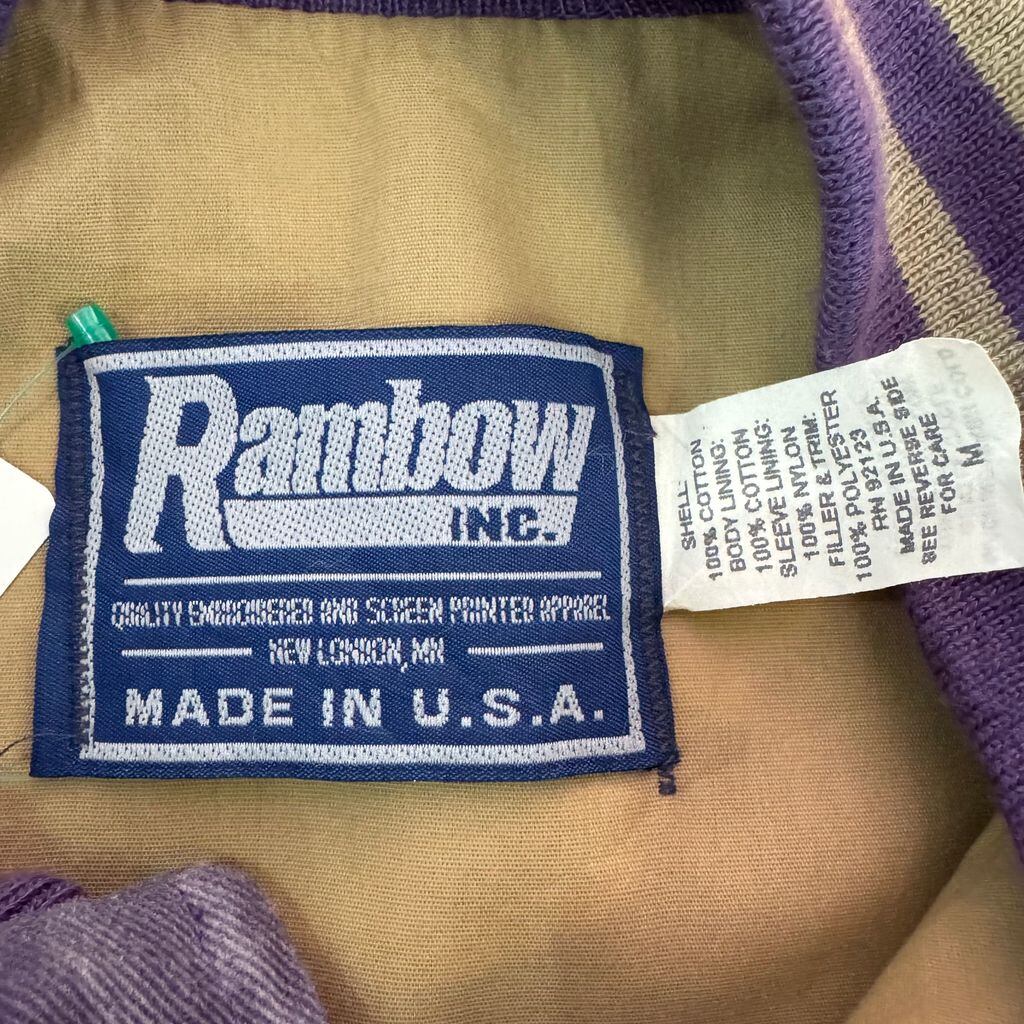 Rambow
INC.
QUALITY EMBROIDERED AND SCREEN PRINTED APPAREL
NEW LONDON, MN
MADE IN U.S.A.
SHELL:
100% COTTON
BODY LINING:
100% COTTON
SLEEVE LINING:
100% NYLON
FILLER & TRIM:
100% POLYESTER
RN 92123
MADE IN U.S.A.
SEE REVERSE SIDE
FOR CARE
M